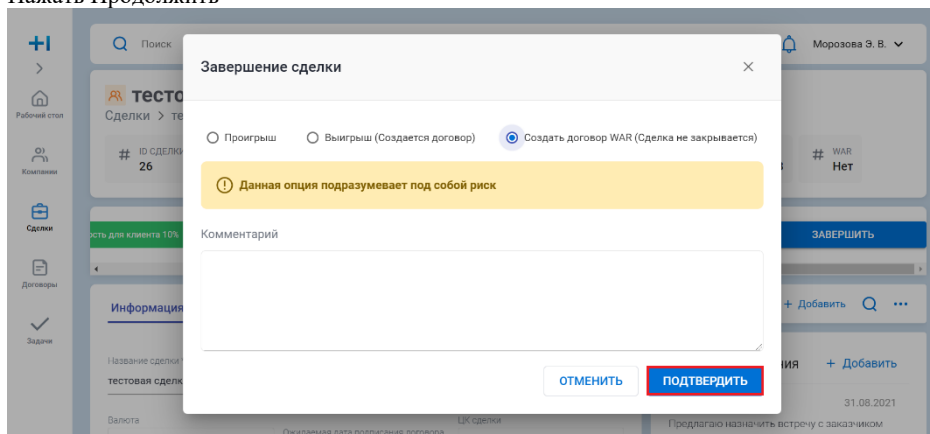 Нажать Продолжить
Поиск
Морозова Э. В.
Завершение сделки
Рабочий стол
тесто
Сделки > те
Проигрыш
Выигрыш (Создается договор)
Создать договор WAR (Сделка не закрывается)
# ID СДЕЛКИ
26
# WAR
Нет
Компании
Данная опция подразумевает под собой риск
Сделки
ость для клиента 10%
Комментарий
ЗАВЕРШИТЬ
Договоры
Информация
+ Добавить
Задачи
Название сделки *
тестовая сделк
ОТМЕНИТЬ
ПОДТВЕРДИТЬ
ния
+ Добавить
31.08.2021
Валюта
Ожидаемая дата подписания договора
ЦК сделки
Предлагаю назначить встречу с заказчиком